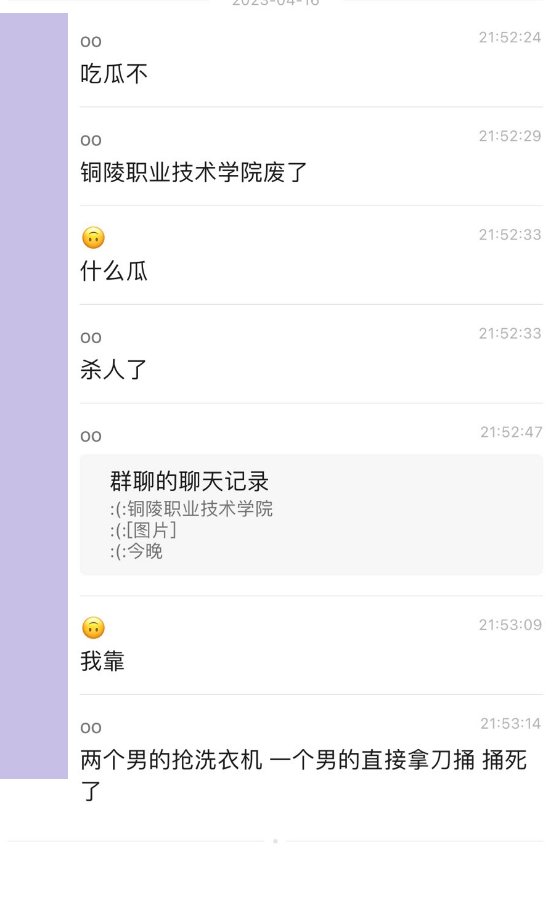 2023-04-16
oo 21:52:24
吃瓜不
oo 21:52:29
铜陵职业技术学院废了
🙃 21:52:33
什么瓜
oo 21:52:33
杀人了
oo 21:52:47
群聊的聊天记录
:(:铜陵职业技术学院
:(:[图片]
:(:今晚
🙃 21:53:09
我靠
oo 21:53:14
两个男的抢洗衣机 一个男的直接拿刀捅 捅死
了